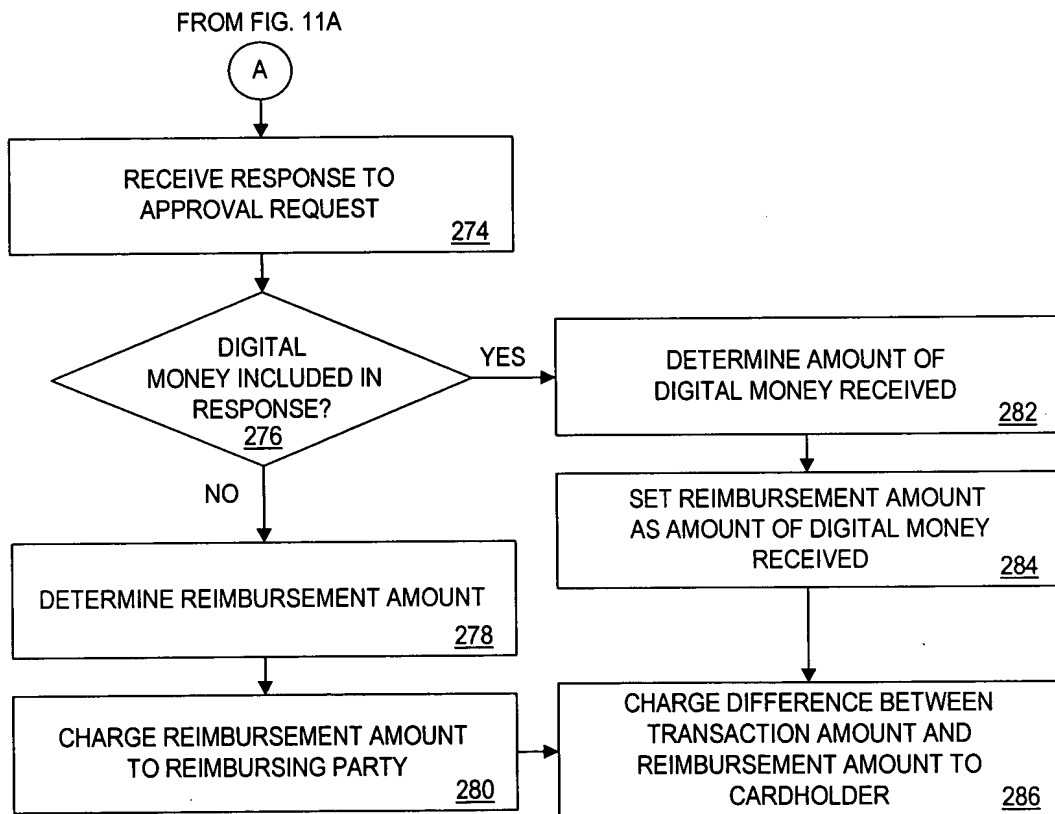 FROM FIG. 11A
A
RECEIVE RESPONSE TO
APPROVAL REQUEST
274
DIGITAL
MONEY INCLUDED IN
RESPONSE?
276
YES
NO
DETERMINE AMOUNT OF
DIGITAL MONEY RECEIVED
282
SET REIMBURSEMENT AMOUNT
AS AMOUNT OF DIGITAL MONEY
RECEIVED
284
DETERMINE REIMBURSEMENT AMOUNT
278
CHARGE REIMBURSEMENT AMOUNT
TO REIMBURSING PARTY
280
CHARGE DIFFERENCE BETWEEN
TRANSACTION AMOUNT AND
REIMBURSEMENT AMOUNT TO
CARDHOLDER
286